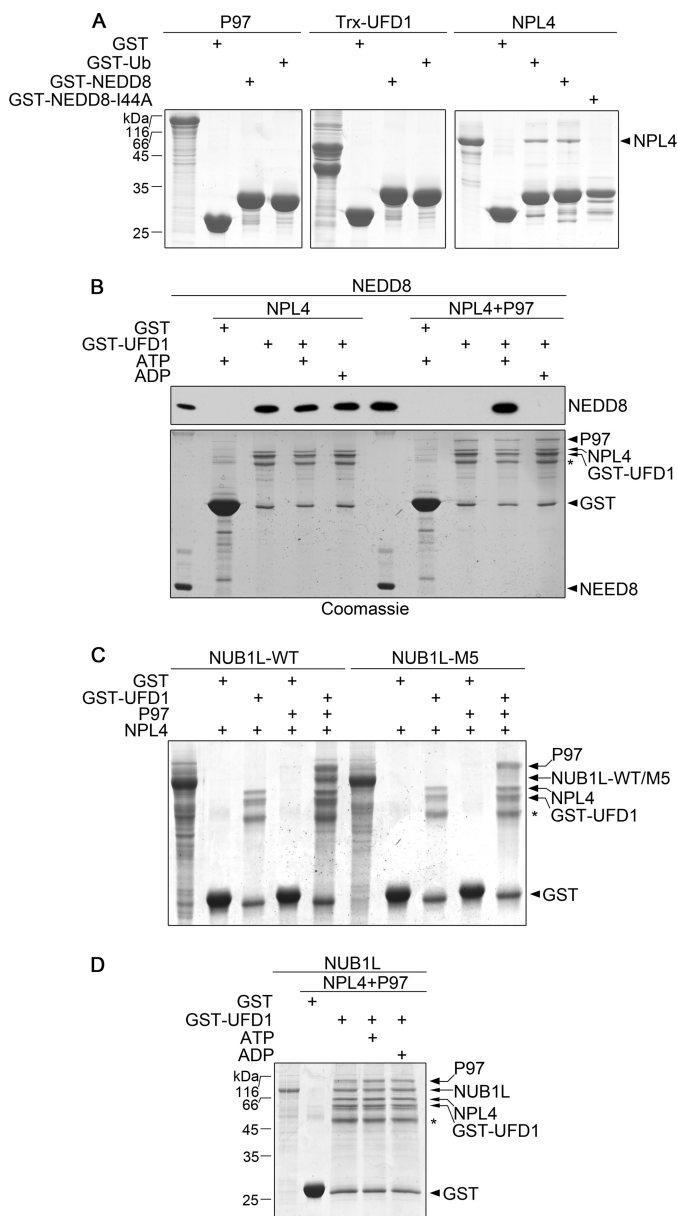 A
P97 Trx-UFD1 NPL4
GST + + +
GST-Ub + + +
GST-NEDD8 + + +
GST-NEDD8-I44A +
kDa
116
66
45
35
25
NPL4
B
NEDD8
NPL4 NPL4+P97
GST + +
GST-UFD1 + + + + + +
ATP + + + +
ADP + +
NEDD8
P97
NPL4
* GST-UFD1
GST
NEED8
Coomassie
C
NUB1L-WT NUB1L-M5
GST + + + +
GST-UFD1 + + + +
P97 + + + +
NPL4 + + + + + + + +
P97
NUB1L-WT/M5
NPL4
GST-UFD1
*
GST
D
NUB1L
NPL4+P97
GST +
GST-UFD1 + + +
ATP +
ADP +
kDa
116
66
45
35
25
P97
NUB1L
NPL4
* GST-UFD1
GST